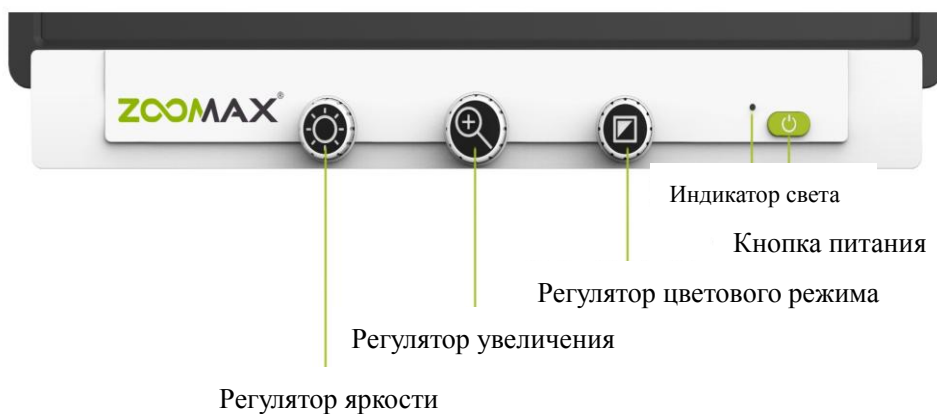 ZOOMAX®
Индикатор света
Кнопка питания
Регулятор цветового режима
Регулятор увеличения
Регулятор яркости